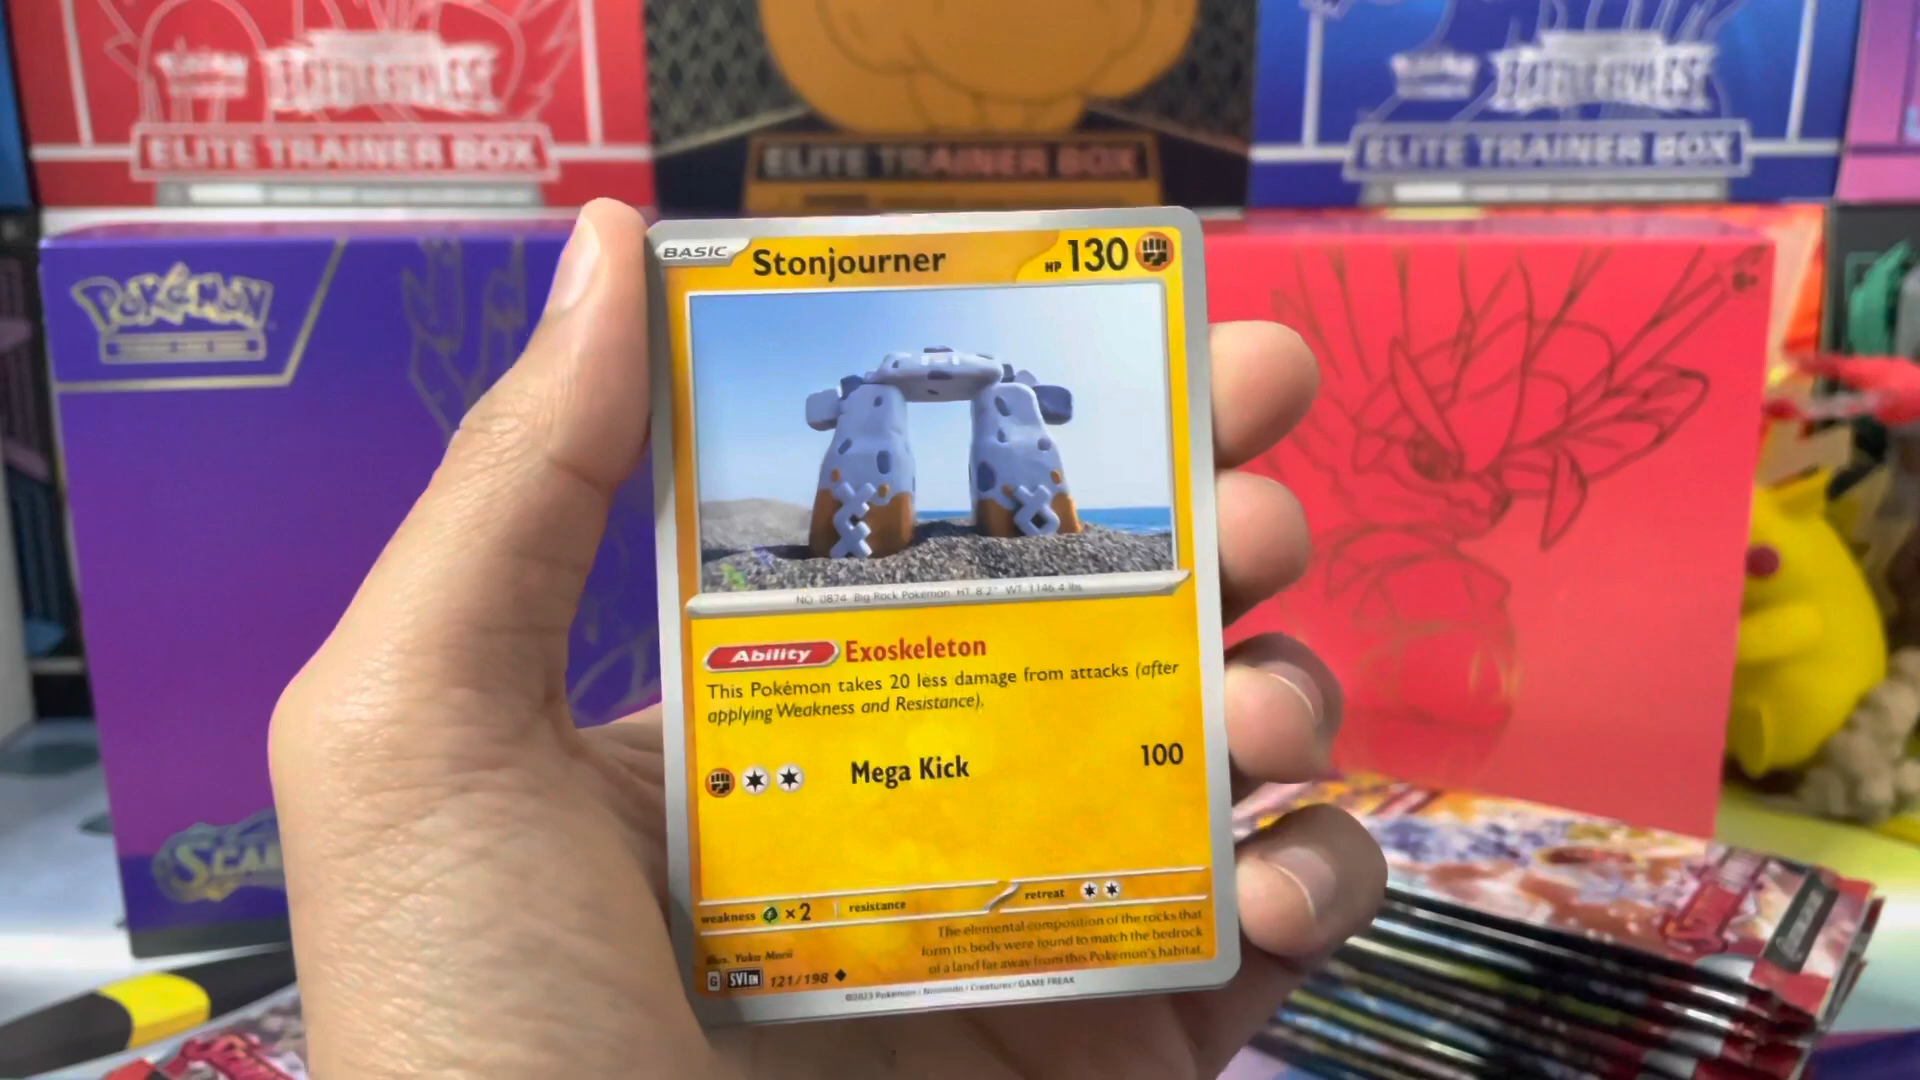 ELITE TRAINER BOX
ELITE TRAINER BOX
ELITE TRAINER BOX
POKéMON
BASIC Stonjourner HP 130
NO. 0874 Big Rock Pokémon HT: 8'2" WT: 1146.4 lbs
Ability Exoskeleton
This Pokémon takes 20 less damage from attacks (after
applying Weakness and Resistance).
Mega Kick 100
weakness ×2 resistance retreat
The elemental composition of the rocks that
form its body were found to match the bedrock
of a land far away from this Pokémon's habitat.
Illus. Yuka Morii
G SVI EN 121/198
©2023 Pokémon / Nintendo / Creatures / GAME FREAK